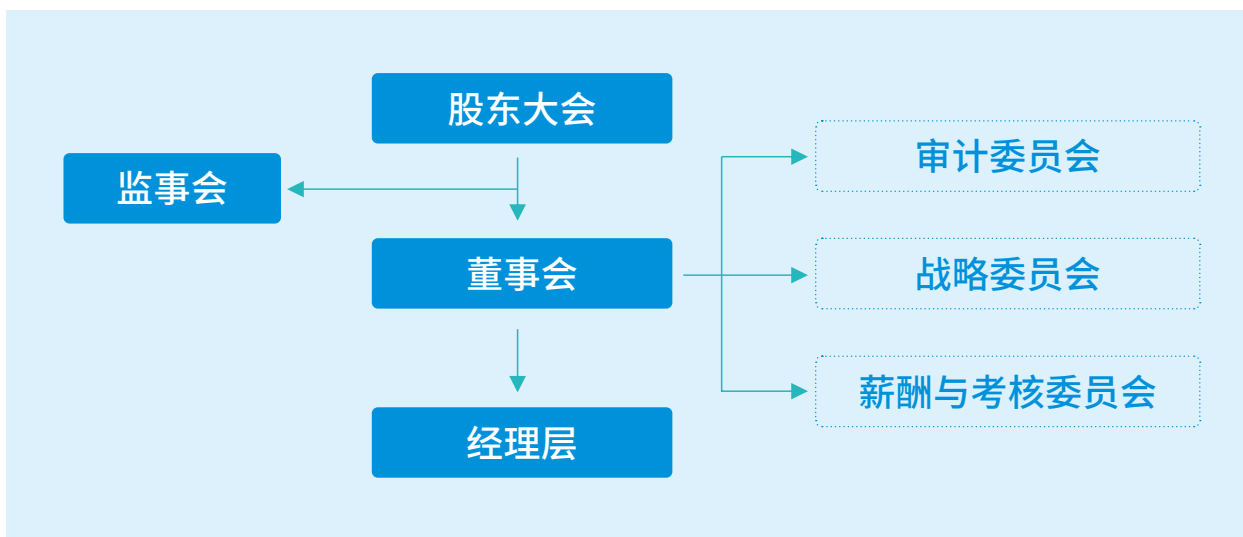 股东大会
监事会
董事会
经理层
审计委员会
战略委员会
薪酬与考核委员会